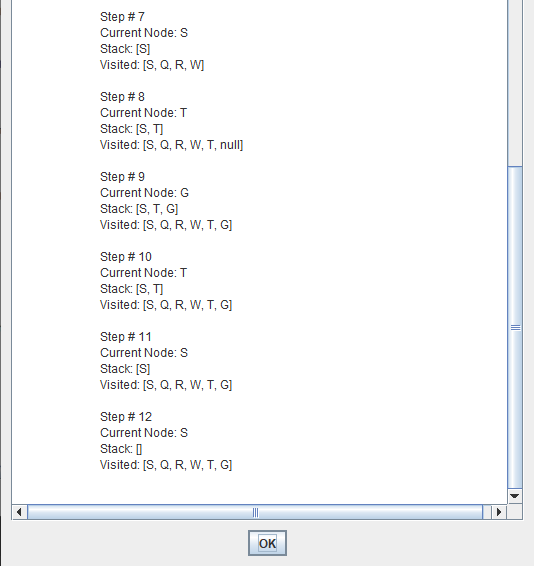 Step # 7
Current Node: S
Stack: [S]
Visited: [S, Q, R, W]
Step # 8
Current Node: T
Stack: [S, T]
Visited: [S, Q, R, W, T, null]
Step # 9
Current Node: G
Stack: [S, T, G]
Visited: [S, Q, R, W, T, G]
Step # 10
Current Node: T
Stack: [S, T]
Visited: [S, Q, R, W, T, G]
Step # 11
Current Node: S
Stack: [S]
Visited: [S, Q, R, W, T, G]
Step # 12
Current Node: S
Stack: []
Visited: [S, Q, R, W, T, G]
OK